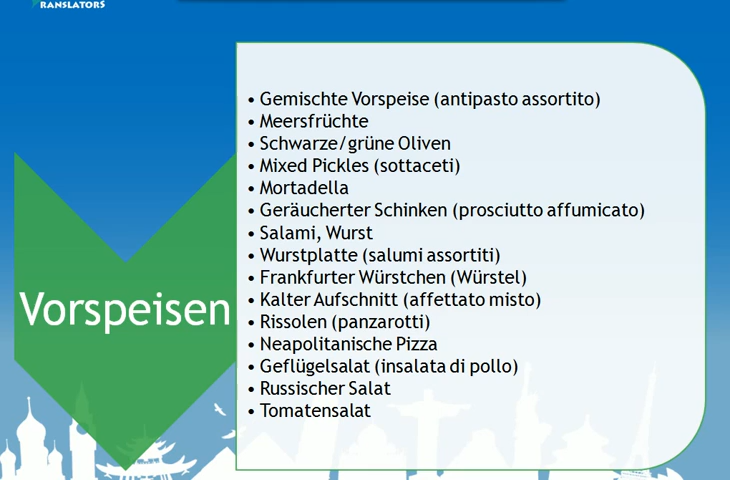 RANSLATORS
Vorspeisen
• Gemischte Vorspeise (antipasto assortito)
• Meersfrüchte
• Schwarze/grüne Oliven
• Mixed Pickles (sottaceti)
• Mortadella
• Geräucherter Schinken (prosciutto affumicato)
• Salami, Wurst
• Wurstplatte (salumi assortiti)
• Frankfurter Würstchen (Würstel)
• Kalter Aufschnitt (affettato misto)
• Rissolen (panzarotti)
• Neapolitanische Pizza
• Geflügelsalat (insalata di pollo)
• Russischer Salat
• Tomatensalat